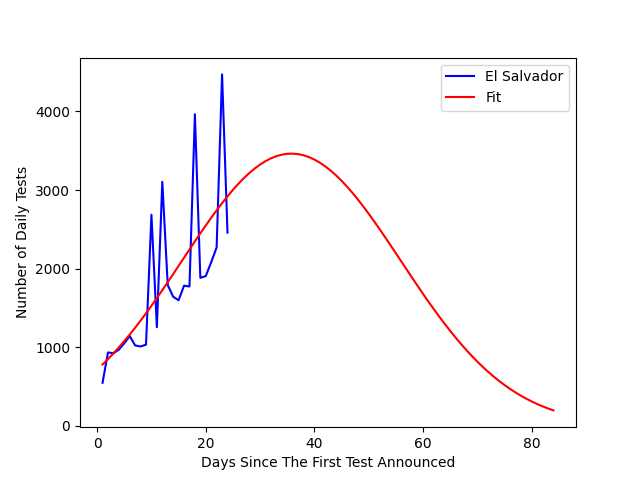 El Salvador
Fit
4000
3000
2000
1000
0
Number of Daily Tests
0 20 40 60 80
Days Since The First Test Announced